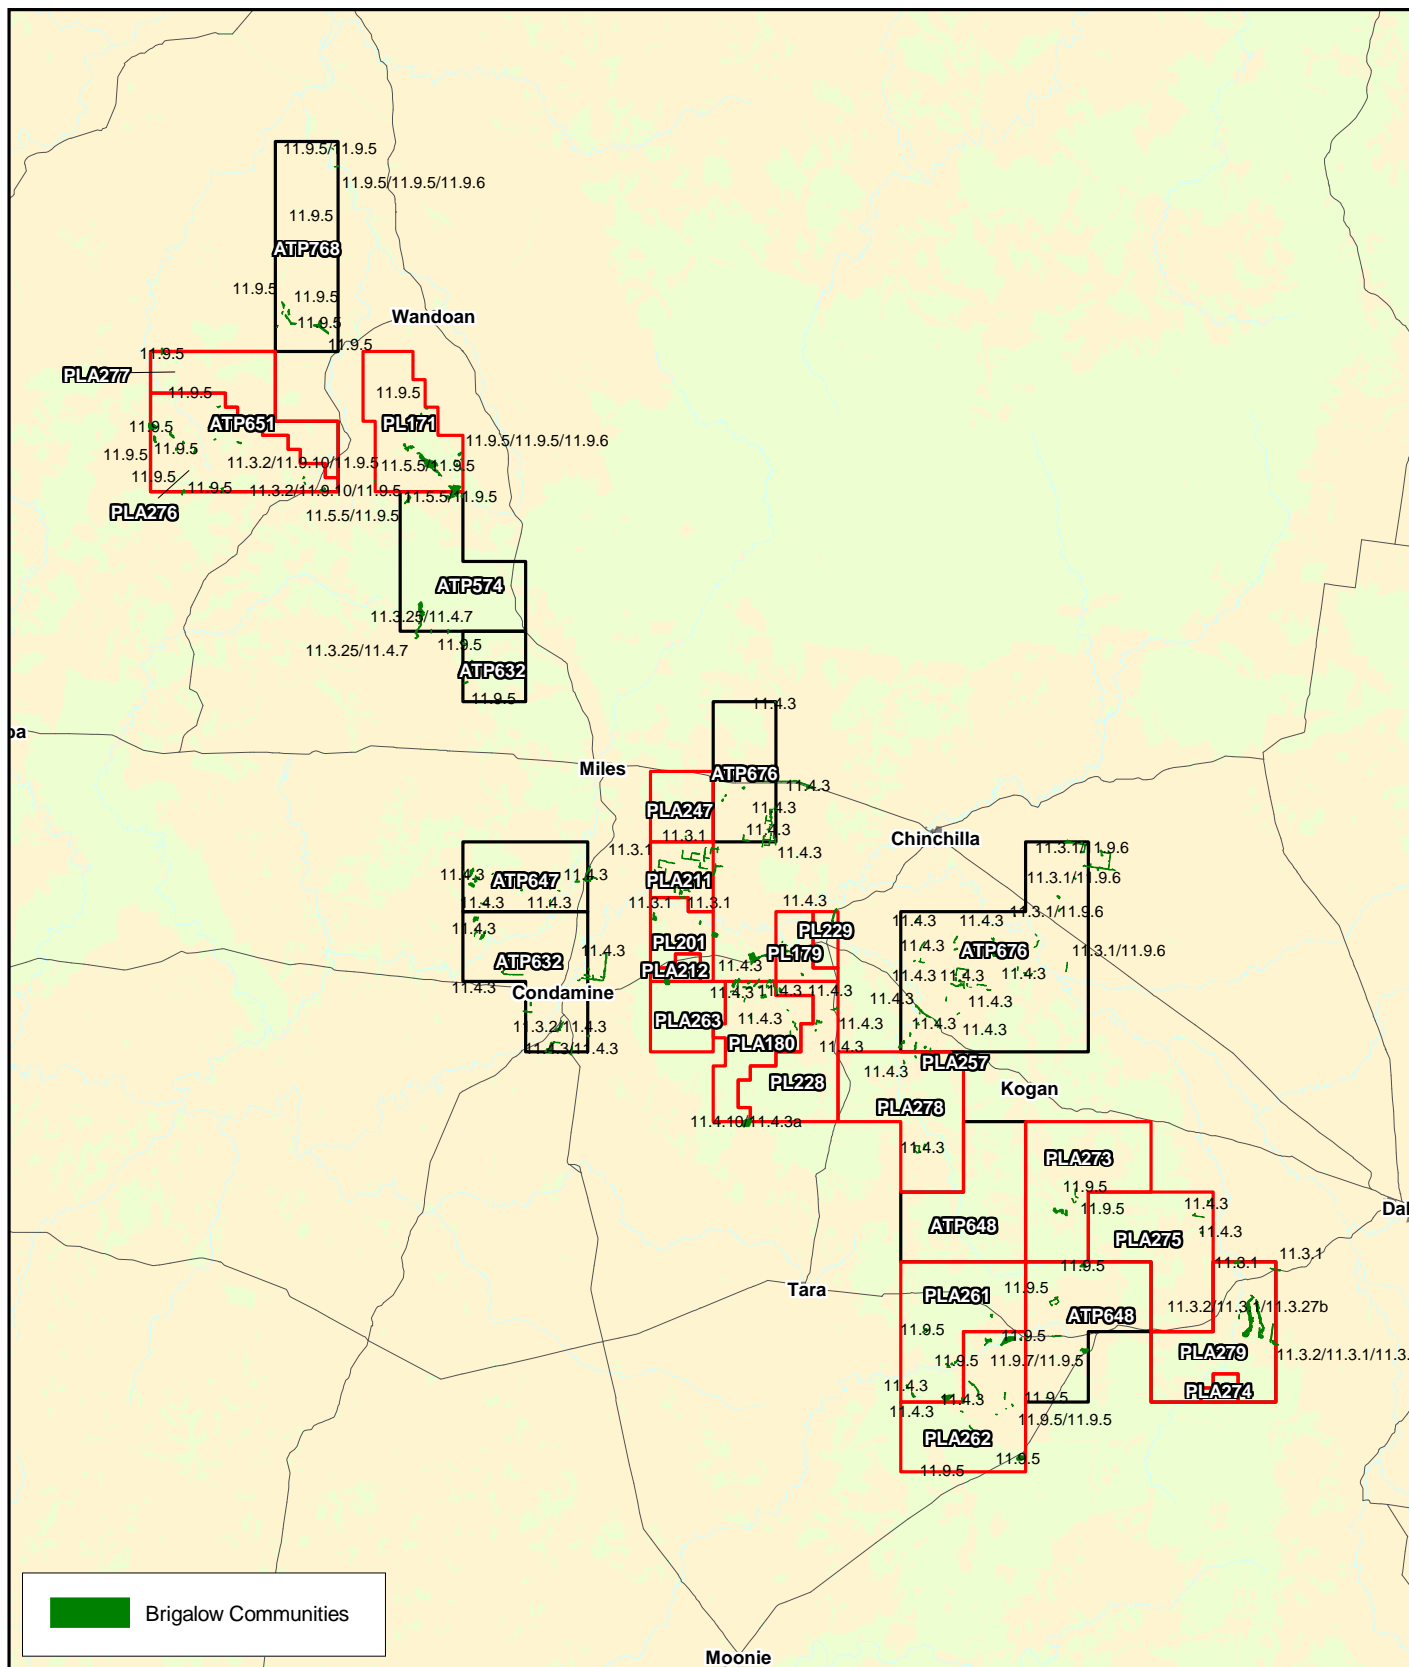 11.9.5/11.9.5
11.9.5/11.9.5/11.9.6
11.9.5
ATP768
11.9.5
11.9.5
11.9.5
Wandoan
11.9.5
11.9.5
PLA277
11.9.5
11.9.5
ATP651
PL171
11.9.5
11.9.5/11.9.5/11.9.6
11.9.5
11.9.5
11.3.2/11.9.10/11.9.5
11.5.5/11.9.5
11.9.5
11.9.5
11.3.2/11.9.10/11.9.5
11.5.5/11.9.5
PLA276
11.5.5/11.9.5
ATP574
11.3.25/11.4.7
11.3.25/11.4.7
11.9.5
ATP632
11.9.5
11.4.3
oa
Miles
ATP676
11.4.3
PLA247
11.4.3
11.4.3
11.3.1
Chinchilla
11.3.1
11.4.3
11.3.1/11.9.6
11.4.3
ATP647
11.4.3
PLA211
11.3.1/11.9.6
11.4.3
11.4.3
11.3.1
11.3.1
11.4.3
11.3.1/11.9.6
11.4.3
11.4.3
11.4.3
PL229
PL201
11.4.3
11.4.3
PL179
ATP676
11.3.1/11.9.6
ATP632
PLA212
11.4.3
11.4.3
11.4.3
11.4.3
11.4.3
Condamine
11.4.3
11.4.3
11.4.3
11.4.3
11.4.3
PLA263
11.4.3
11.4.3
11.4.3
11.4.3
11.3.2/11.4.3
PLA180
11.4.3
11.4.3/11.4.3
PLA257
11.4.3
PL228
Kogan
PLA278
11.4.10/11.4.3a
11.4.3
PLA273
11.9.5
11.9.5
11.4.3
Dal
ATP648
PLA275
11.4.3
11.3.1
11.9.5
11.3.1
Tara
11.9.5
PLA261
11.3.2/11.3.1/11.3.27b
ATP648
11.9.5
11.9.5
11.9.5
11.9.7/11.9.5
PLA279
11.3.2/11.3.1/11.3.
11.4.3
PLA274
11.4.3
11.9.5
11.4.3
11.9.5/11.9.5
PLA262
11.9.5
11.9.5
Brigalow Communities
Moonie